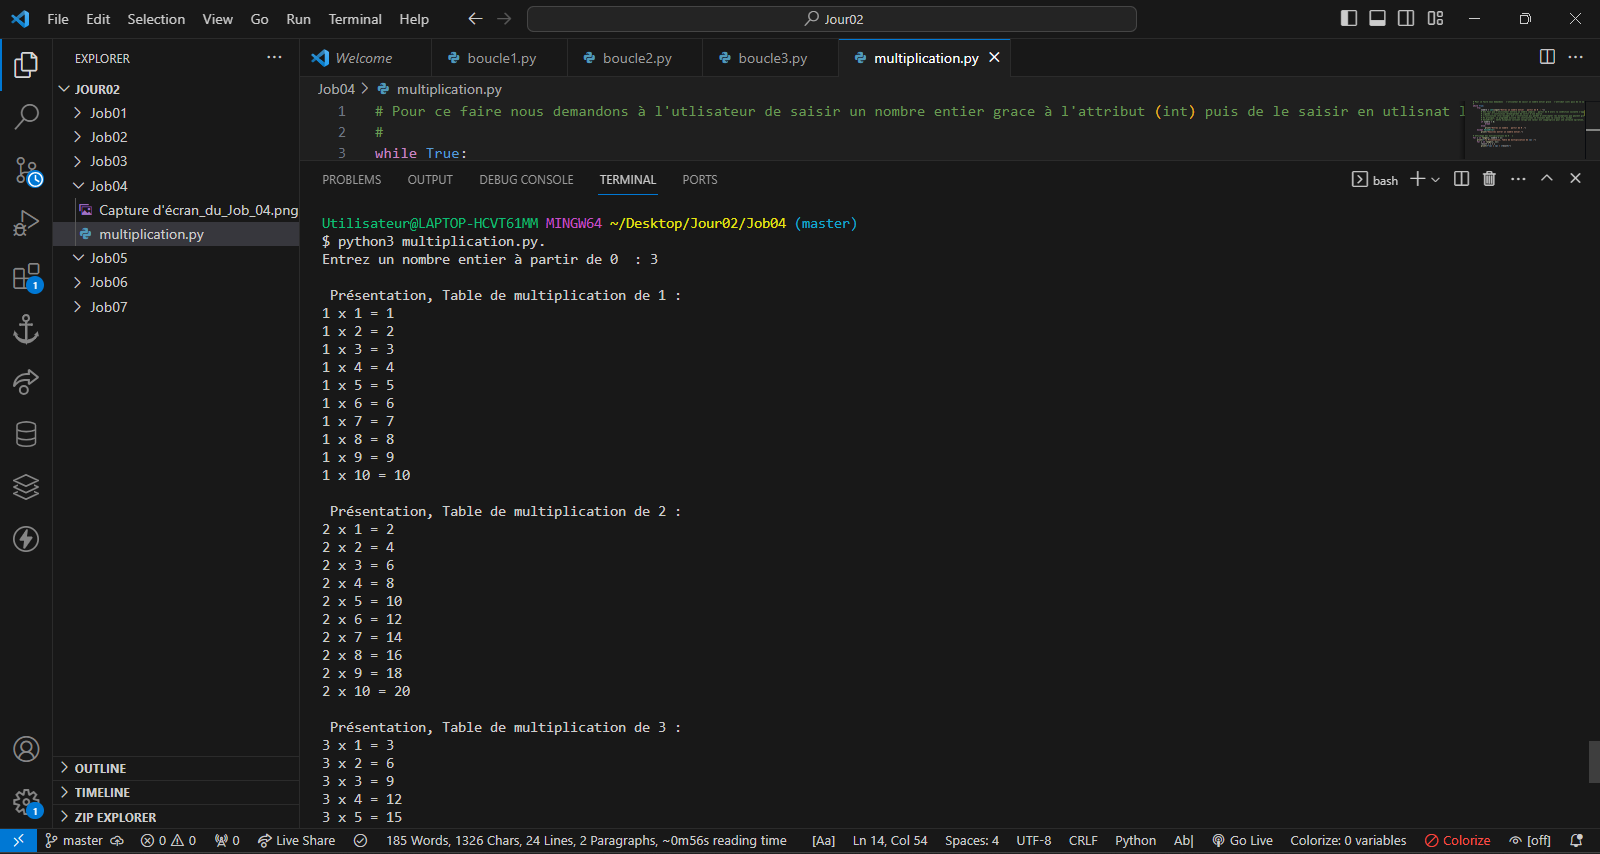 File Edit Selection View Go Run Terminal Help
Jour02
EXPLORER
Welcome boucle1.py boucle2.py boucle3.py multiplication.py
JOUR02
Job01
Job02
Job03
Job04
Capture d'écran_du_Job_04.png
multiplication.py
Job05
Job06
Job07
OUTLINE
TIMELINE
ZIP EXPLORER
Job04 > multiplication.py
1 # Pour ce faire nous demandons à l'utlisateur de saisir un nombre entier grace à l'attribut (int) puis de le saisir en utlisnat l
2 #
3 while True:
PROBLEMS OUTPUT DEBUG CONSOLE TERMINAL PORTS
bash
Utilisateur@LAPTOP-HCVT61MM MINGW64 ~/Desktop/Jour02/Job04 (master)
$ python3 multiplication.py.
Entrez un nombre entier à partir de 0  : 3
Présentation, Table de multiplication de 1 :
1 x 1 = 1
1 x 2 = 2
1 x 3 = 3
1 x 4 = 4
1 x 5 = 5
1 x 6 = 6
1 x 7 = 7
1 x 8 = 8
1 x 9 = 9
1 x 10 = 10
Présentation, Table de multiplication de 2 :
2 x 1 = 2
2 x 2 = 4
2 x 3 = 6
2 x 4 = 8
2 x 5 = 10
2 x 6 = 12
2 x 7 = 14
2 x 8 = 16
2 x 9 = 18
2 x 10 = 20
Présentation, Table de multiplication de 3 :
3 x 1 = 3
3 x 2 = 6
3 x 3 = 9
3 x 4 = 12
3 x 5 = 15
1
1
master 0 0 0 Live Share 185 Words, 1326 Chars, 24 Lines, 2 Paragraphs, ~0m56s reading time [Aa] Ln 14, Col 54 Spaces: 4 UTF-8 CRLF Python Ab| Go Live Colorize: 0 variables Colorize [off]